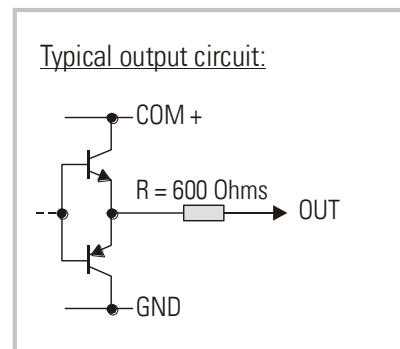 Typical output circuit:
COM +
R = 600 Ohms
OUT
GND